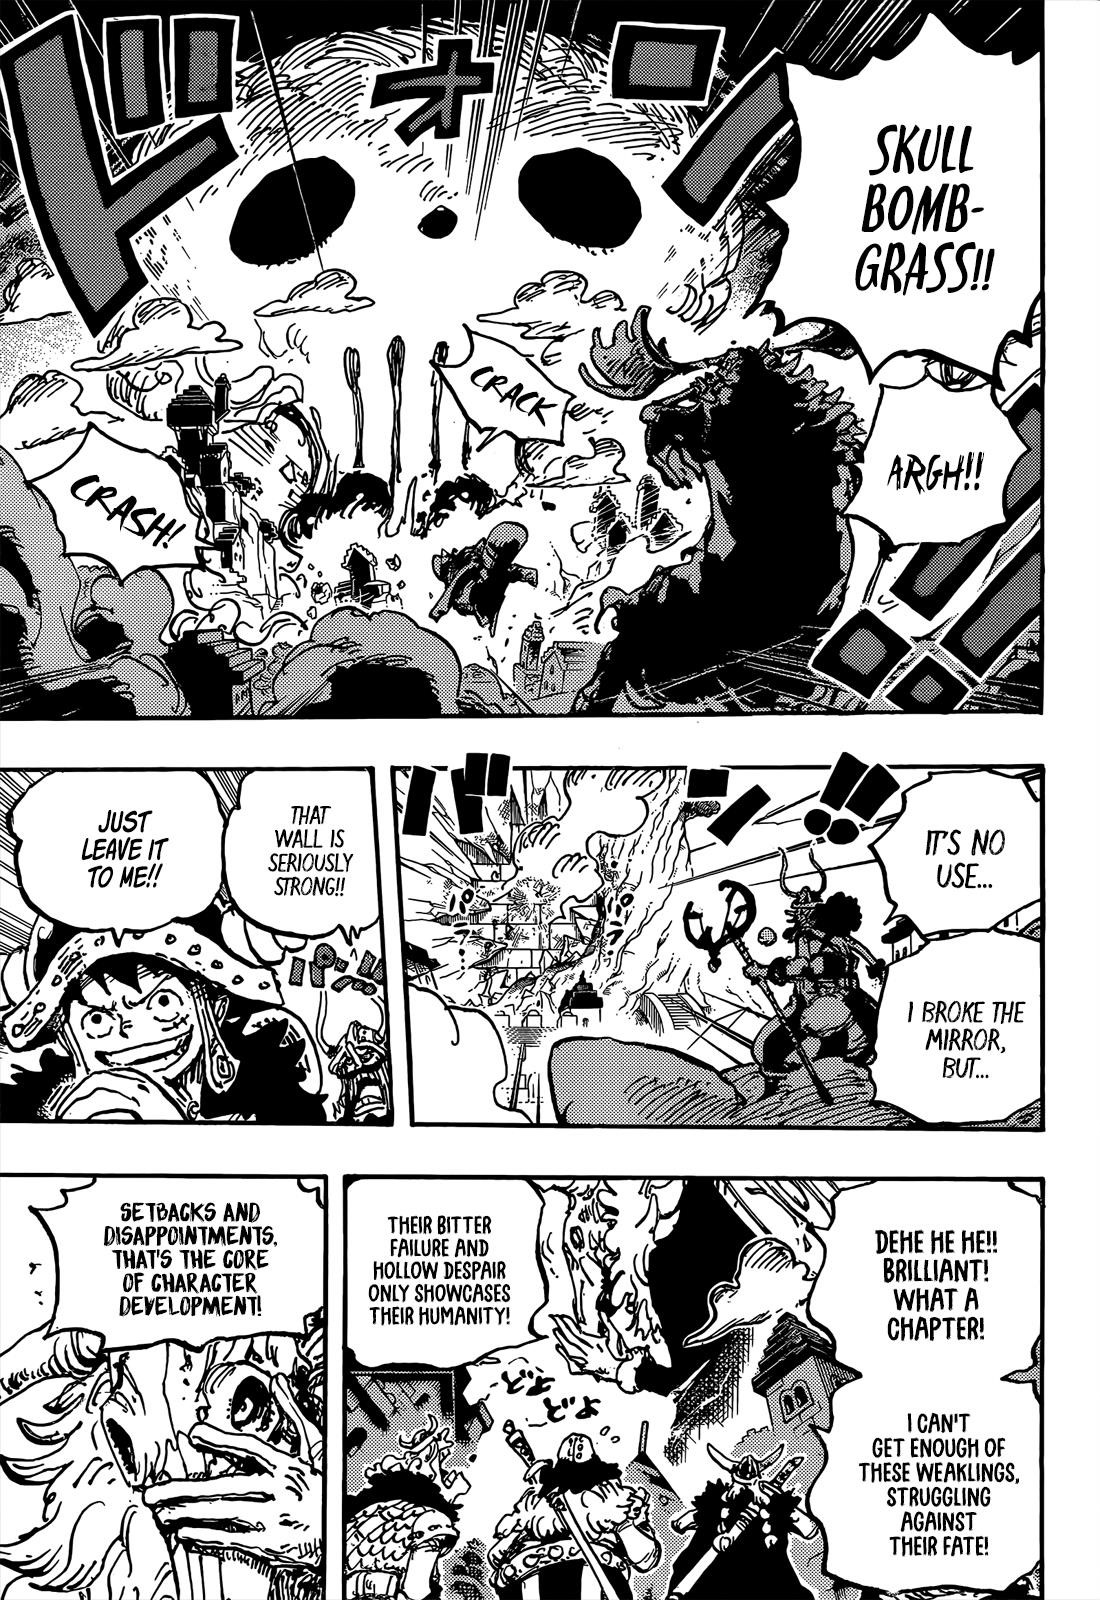 ドォン!!
SKULL
BOMB-
GRASS!!
ARGH!!
CRACK
CRASH!
IT'S NO
USE...
I BROKE THE
MIRROR,
BUT...
THAT
WALL IS
SERIOUSLY
STRONG!!
JUST
LEAVE IT
TO ME!!
DEHE HE HE!!
BRILLIANT!
WHAT A
CHAPTER!
I CAN'T
GET ENOUGH OF
THESE WEAKLINGS,
STRUGGLING
AGAINST
THEIR FATE!
THEIR BITTER
FAILURE AND
HOLLOW DESPAIR
ONLY SHOWCASES
THEIR HUMANITY!
SETBACKS AND
DISAPPOINTMENTS,
THAT'S THE CORE
OF CHARACTER
DEVELOPMENT!